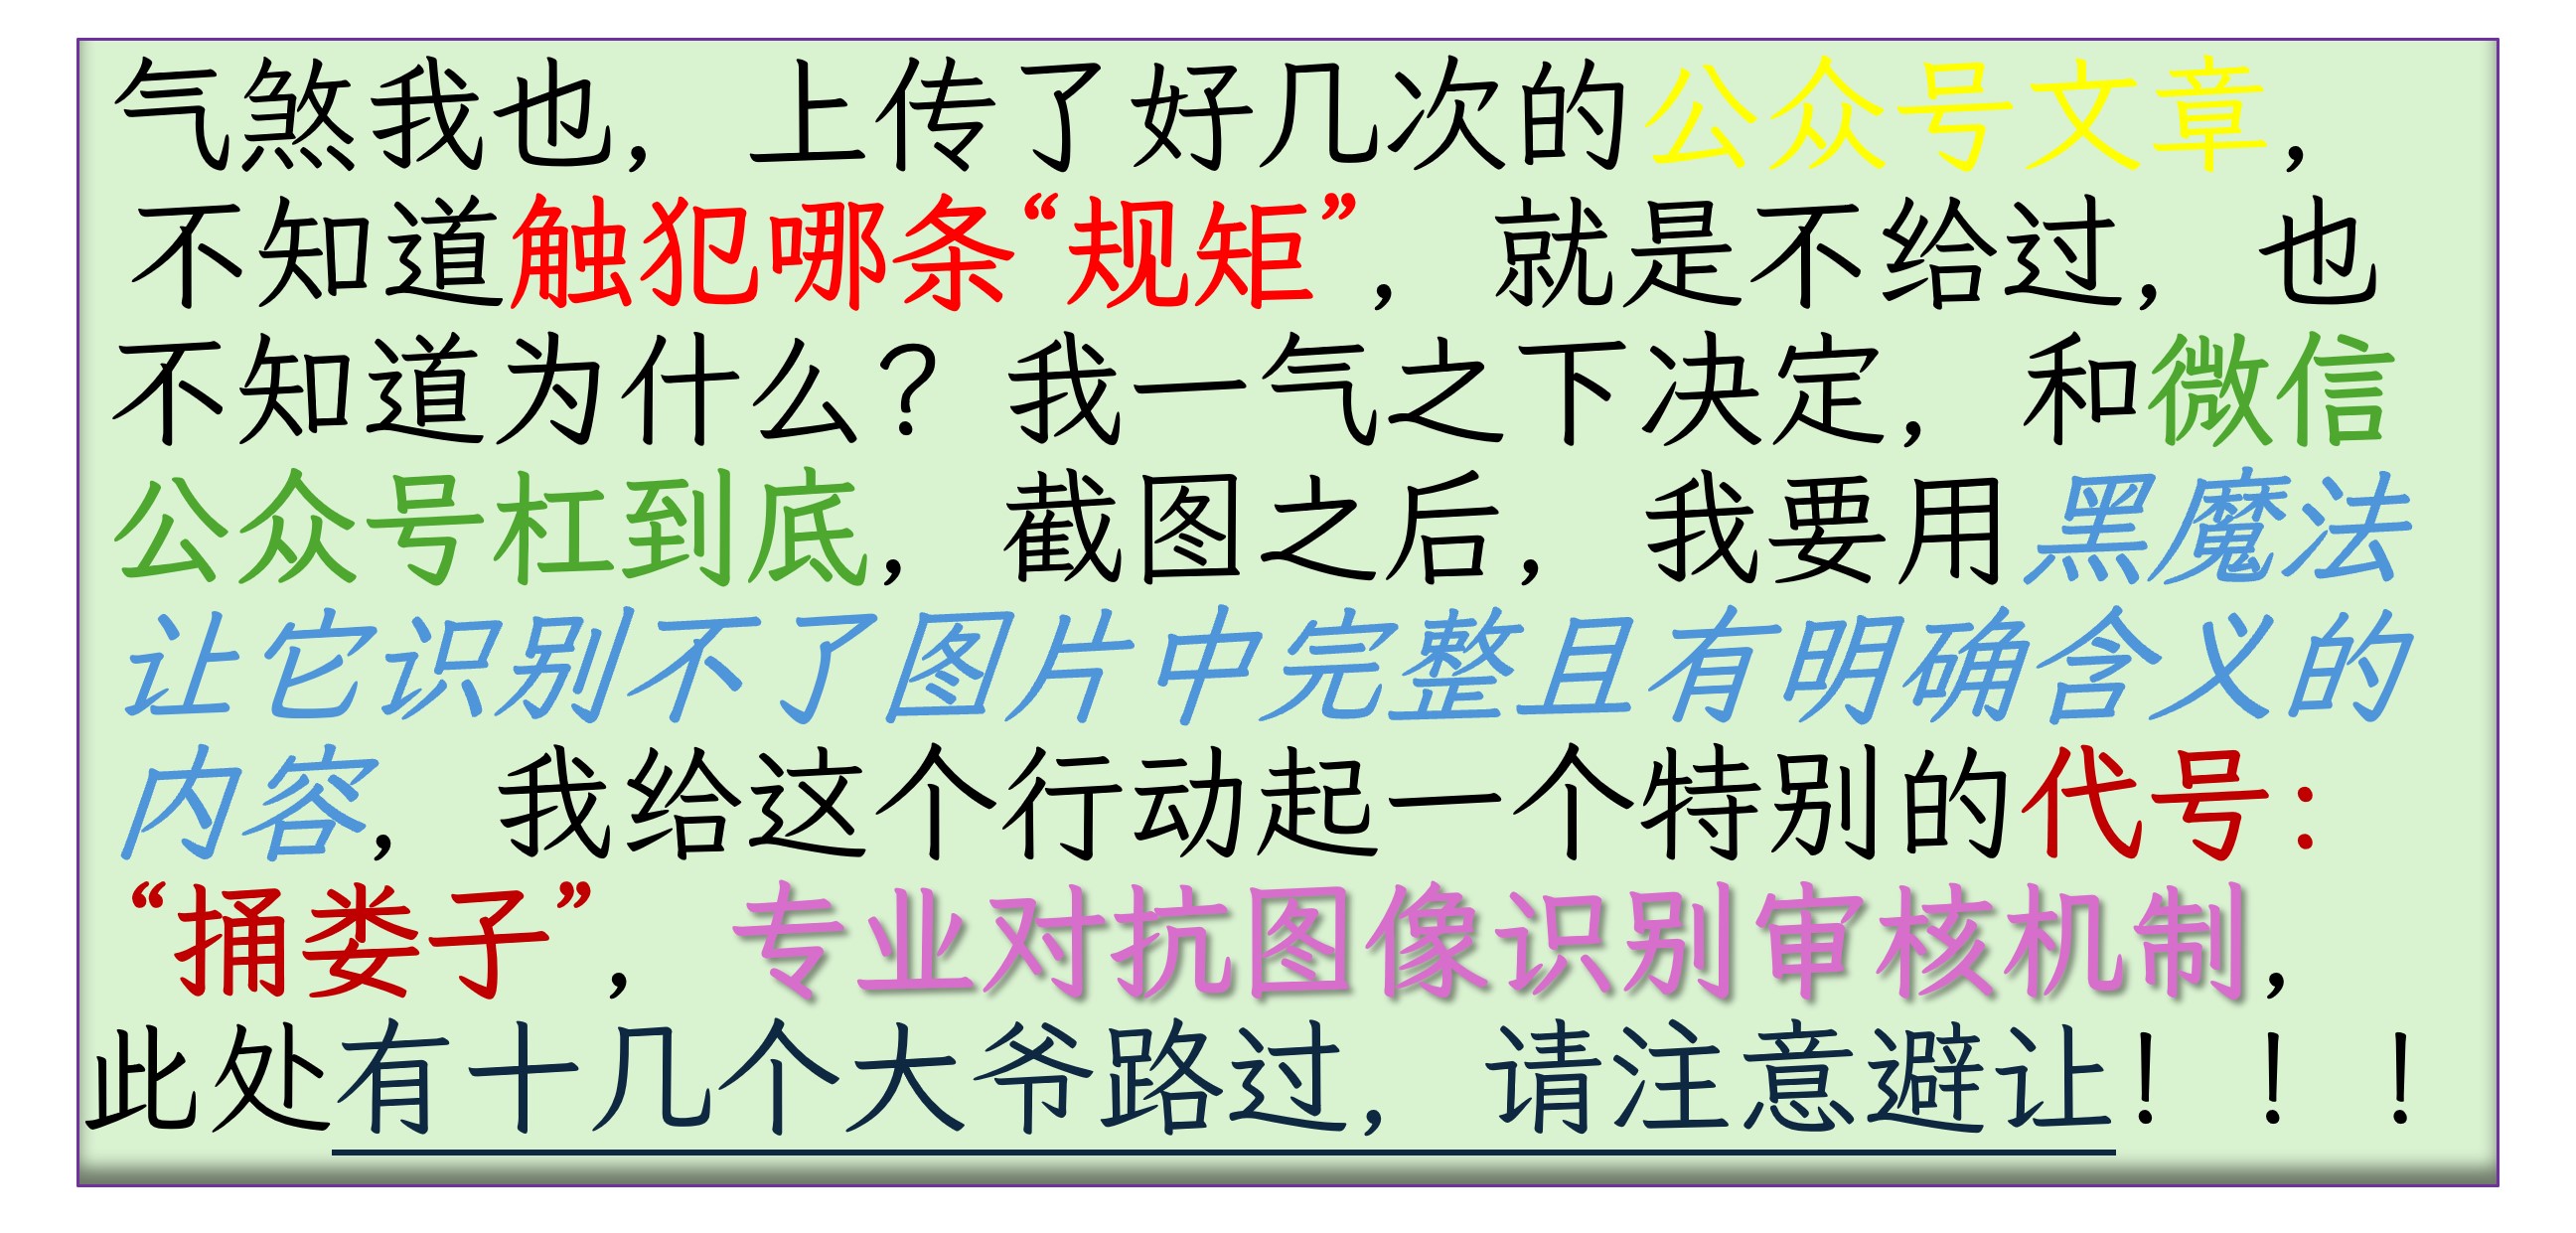 气煞我也，上传了好几次的公众号文章，
不知道触犯哪条“规矩”，就是不给过，也
不知道为什么？我一气之下决定，和微信
公众号杠到底，截图之后，我要用黑魔法
让它识别不了图片中完整且有明确含义的
内容，我给这个行动起一个特别的代号：
“捅娄子”，专业对抗图像识别审核机制，
此处有十几个大爷路过，请注意避让！！！